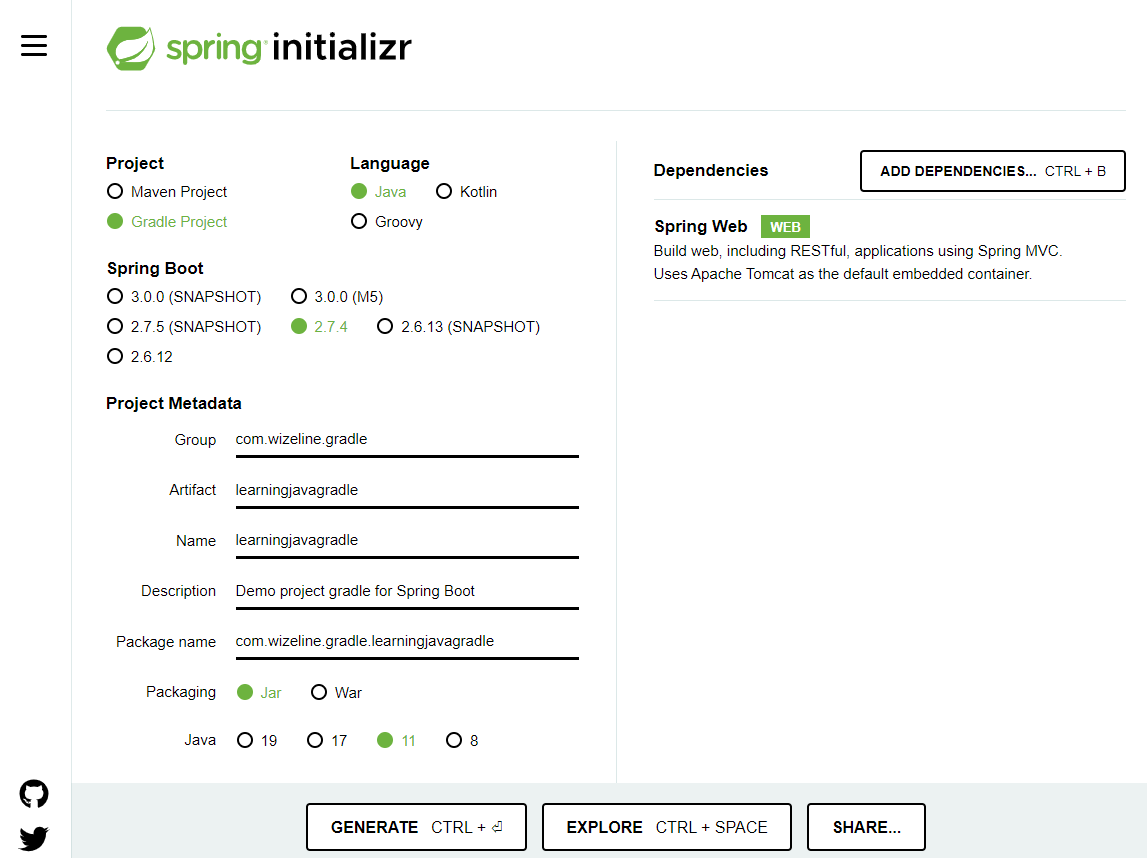 spring initializr
Project
Maven Project
Gradle Project
Language
Java Kotlin
Groovy
Spring Boot
3.0.0 (SNAPSHOT) 3.0.0 (M5)
2.7.5 (SNAPSHOT) 2.7.4 2.6.13 (SNAPSHOT)
2.6.12
Project Metadata
Group com.wizeline.gradle
Artifact learningjavagradle
Name learningjavagradle
Description Demo project gradle for Spring Boot
Package name com.wizeline.gradle.learningjavagradle
Packaging Jar War
Java 19 17 11 8
Dependencies ADD DEPENDENCIES... CTRL + B
Spring Web WEB
Build web, including RESTful, applications using Spring MVC.
Uses Apache Tomcat as the default embedded container.
GENERATE CTRL + ⏎ EXPLORE CTRL + SPACE SHARE...